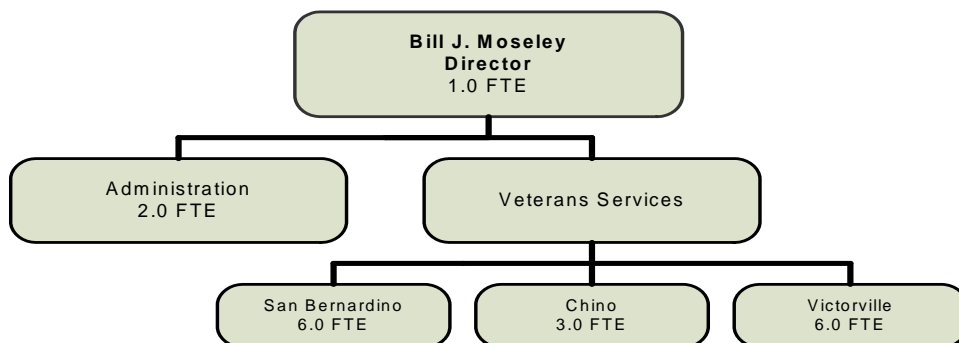 Bill J. Moseley
Director
1.0 FTE
Administration
2.0 FTE
Veterans Services
San Bernardino
6.0 FTE
Chino
3.0 FTE
Victorville
6.0 FTE